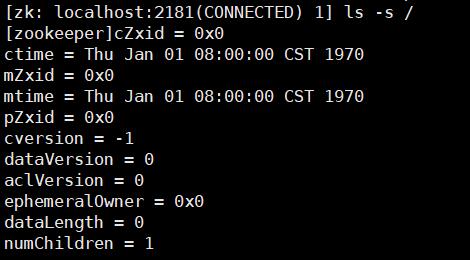 [zk: localhost:2181(CONNECTED) 1] ls -s /
[zookeeper]cZxid = 0x0
ctime = Thu Jan 01 08:00:00 CST 1970
mZxid = 0x0
mtime = Thu Jan 01 08:00:00 CST 1970
pZxid = 0x0
cversion = -1
dataVersion = 0
aclVersion = 0
ephemeralOwner = 0x0
dataLength = 0
numChildren = 1